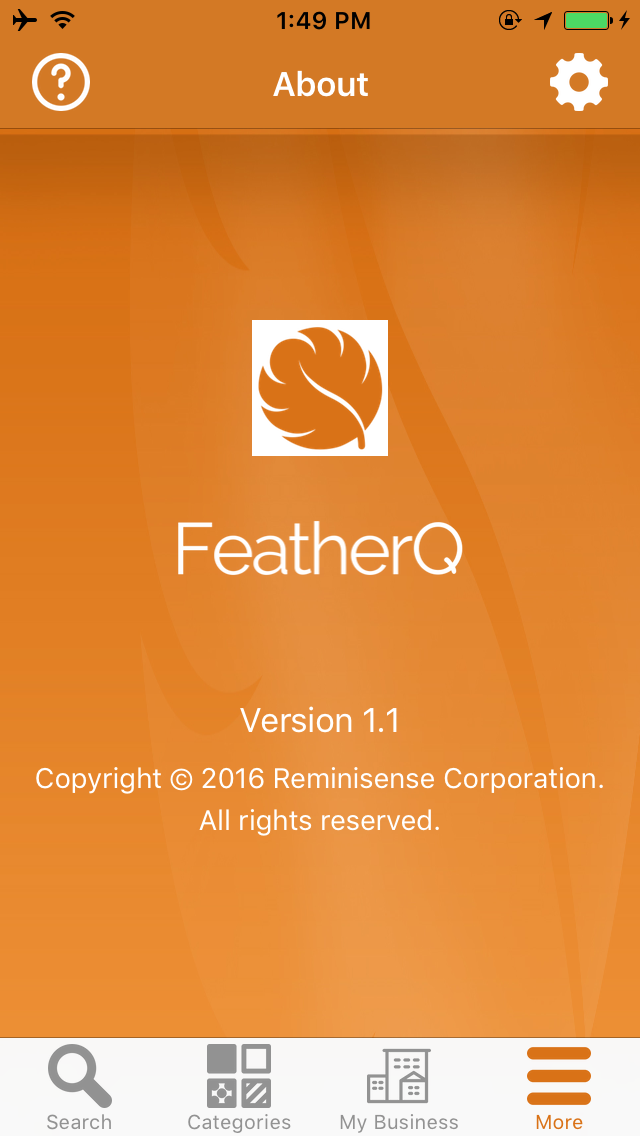 1:49 PM
About
FeatherQ
Version 1.1
Copyright © 2016 Reminisense Corporation.
All rights reserved.
Search
Categories
My Business
More